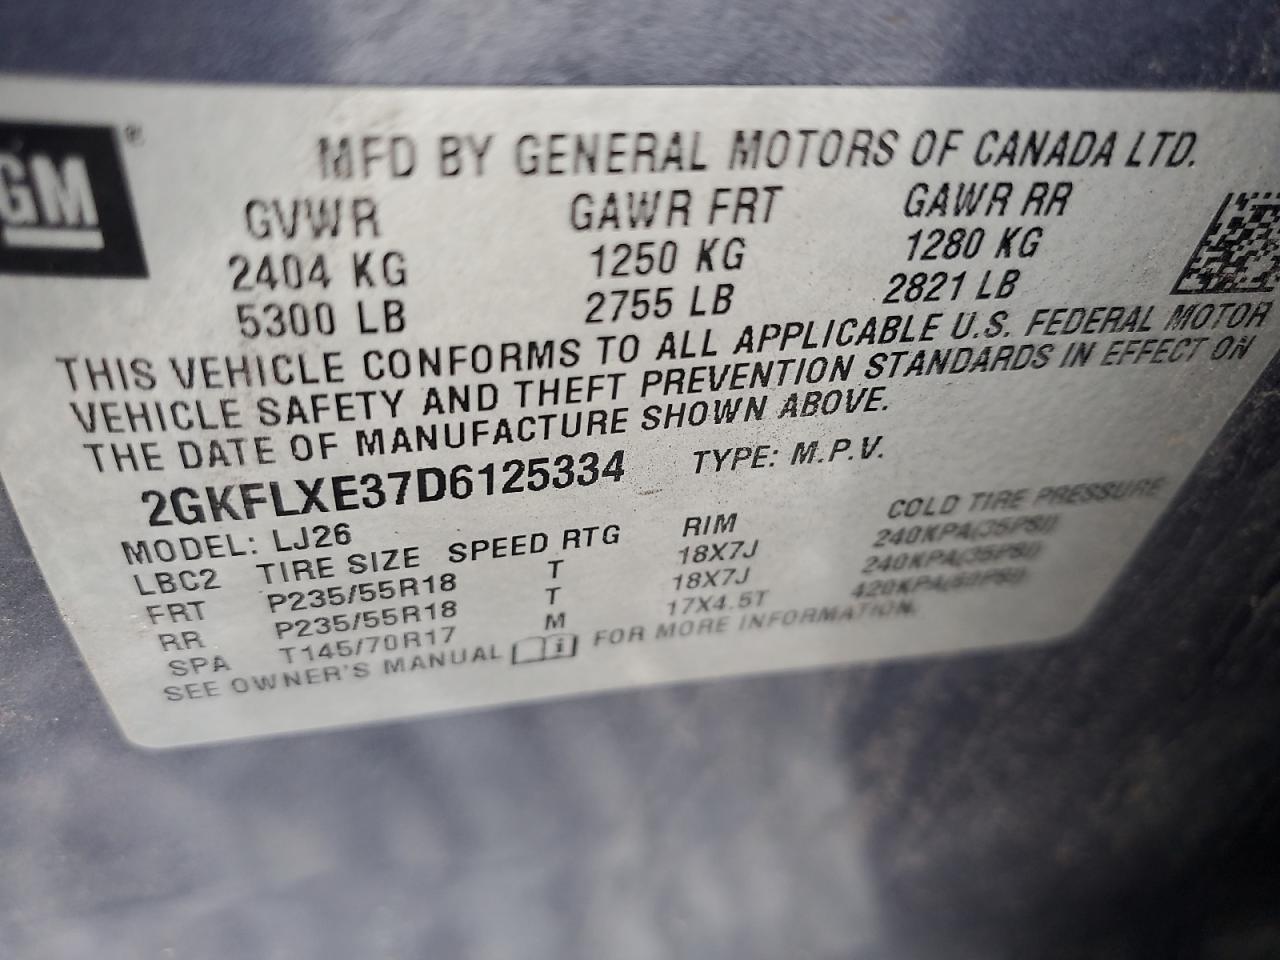 GM ®
MFD BY GENERAL MOTORS OF CANADA LTD.
GVWR GAWR FRT GAWR RR
2404 KG 1250 KG 1280 KG
5300 LB 2755 LB 2821 LB
THIS VEHICLE CONFORMS TO ALL APPLICABLE U.S. FEDERAL MOTOR
VEHICLE SAFETY AND THEFT PREVENTION STANDARDS IN EFFECT ON
THE DATE OF MANUFACTURE SHOWN ABOVE.
2GKFLXE37D6125334 TYPE: M.P.V.
MODEL: LJ26
LBC2 TIRE SIZE SPEED RTG RIM COLD TIRE PRESSURE
FRT P235/55R18 T 18X7J 240KPA(35PSI)
RR P235/55R18 T 18X7J 240KPA(35PSI)
SPA T145/70R17 M 17X4.5T 420KPA(60PSI)
SEE OWNER'S MANUAL FOR MORE INFORMATION.